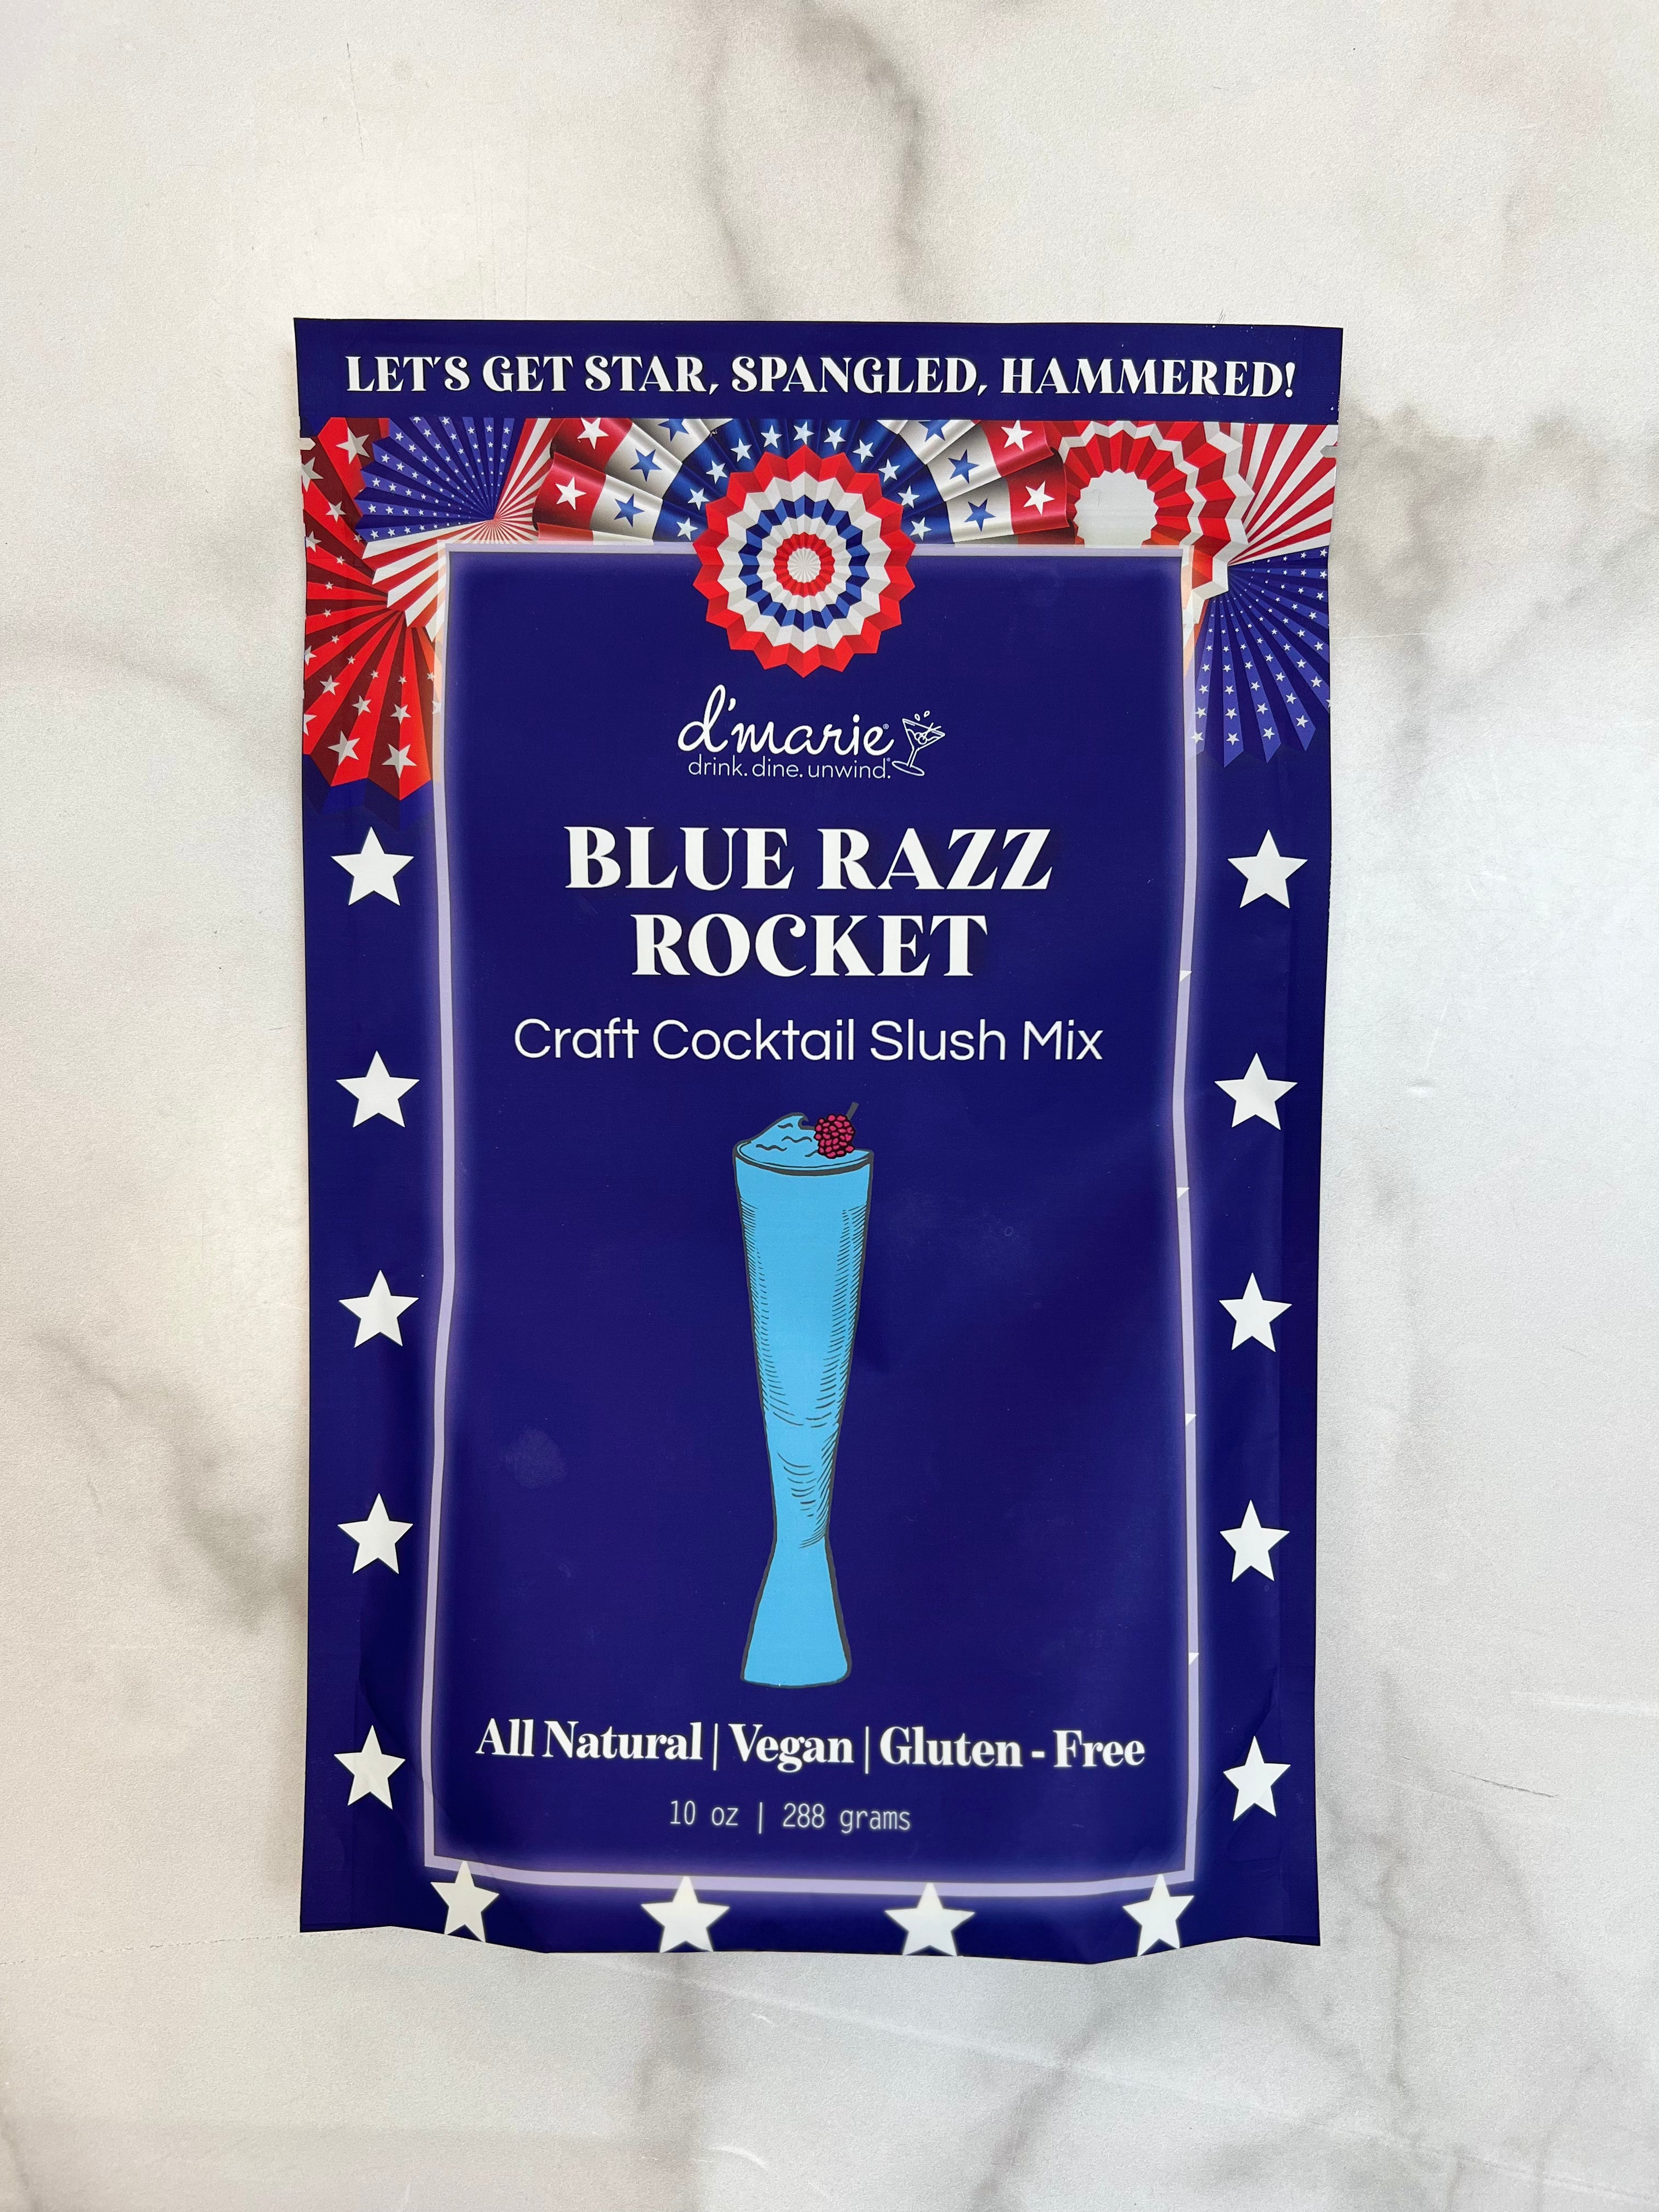 LET'S GET STAR, SPANGLED, HAMMERED!
d'marie®
drink. dine. unwind.®
BLUE RAZZ
ROCKET
Craft Cocktail Slush Mix
All Natural | Vegan | Gluten - Free
10 oz | 288 grams